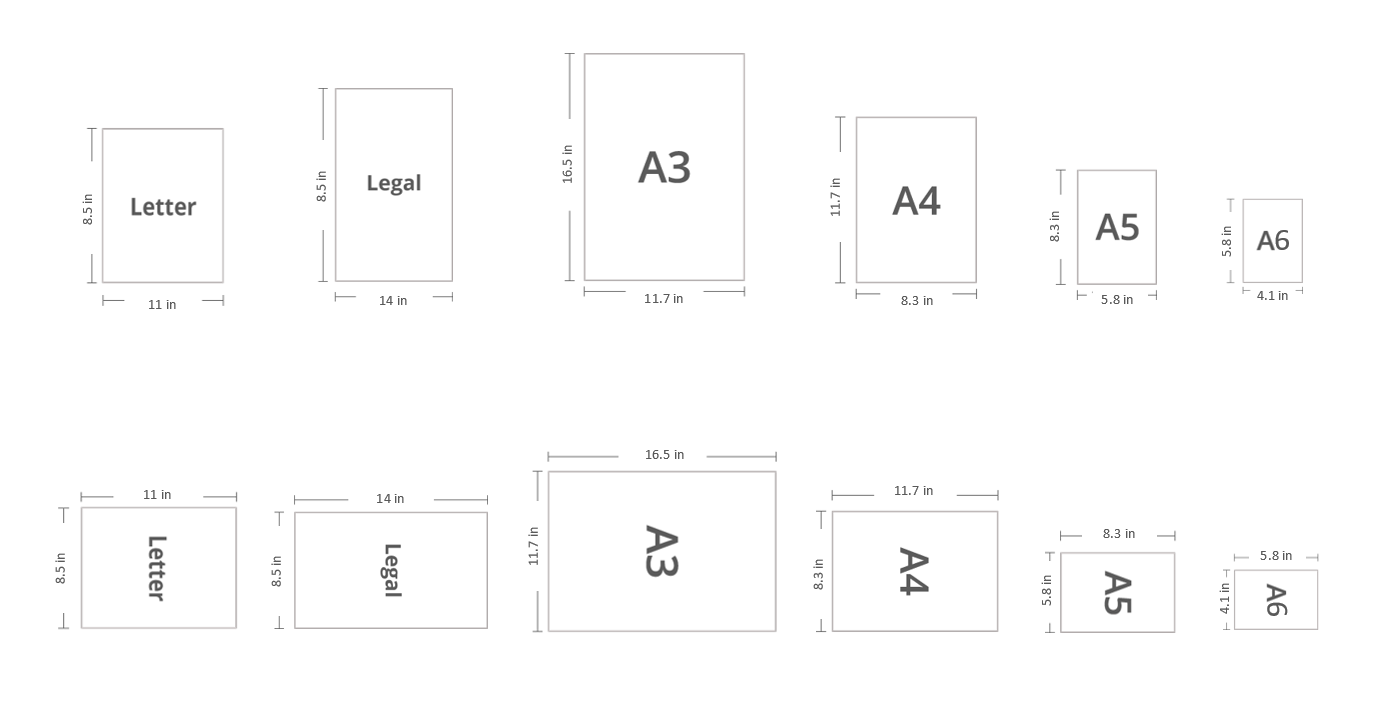 8.5 in
Letter
11 in
8.5 in
Legal
14 in
16.5 in
A3
11.7 in
11.7 in
A4
8.3 in
8.3 in
A5
5.8 in
5.8 in
A6
4.1 in
11 in
8.5 in
Letter
14 in
8.5 in
Legal
16.5 in
11.7 in
A3
11.7 in
8.3 in
A4
8.3 in
5.8 in
A5
5.8 in
4.1 in
A6